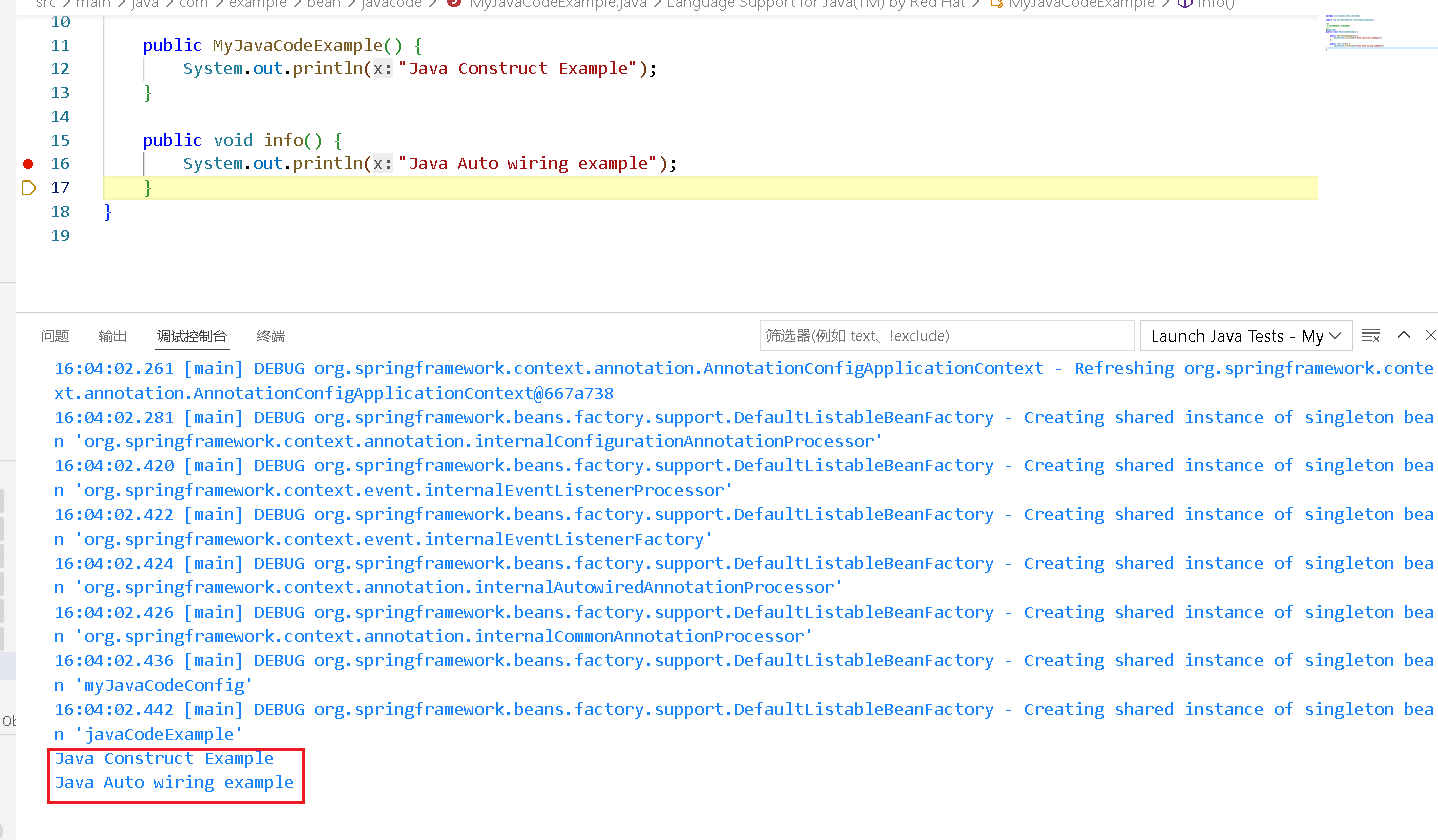 src > main > java > com > example > bean > javacode > MyJavaCodeExample.java > Language Support for Java(TM) by Red Hat > MyJavaCodeExample > info()
10
11 public MyJavaCodeExample() {
12 System.out.println(x:"Java Construct Example");
13 }
14
15 public void info() {
16 System.out.println(x:"Java Auto wiring example");
17 }
18 }
19
问题 输出 调试控制台 终端 筛选器(例如 text、!exclude) Launch Java Tests - My
16:04:02.261 [main] DEBUG org.springframework.context.annotation.AnnotationConfigApplicationContext - Refreshing org.springframework.conte
xt.annotation.AnnotationConfigApplicationContext@667a738
16:04:02.281 [main] DEBUG org.springframework.beans.factory.support.DefaultListableBeanFactory - Creating shared instance of singleton bea
n 'org.springframework.context.annotation.internalConfigurationAnnotationProcessor'
16:04:02.420 [main] DEBUG org.springframework.beans.factory.support.DefaultListableBeanFactory - Creating shared instance of singleton bea
n 'org.springframework.context.event.internalEventListenerProcessor'
16:04:02.422 [main] DEBUG org.springframework.beans.factory.support.DefaultListableBeanFactory - Creating shared instance of singleton bea
n 'org.springframework.context.event.internalEventListenerFactory'
16:04:02.424 [main] DEBUG org.springframework.beans.factory.support.DefaultListableBeanFactory - Creating shared instance of singleton bea
n 'org.springframework.context.annotation.internalAutowiredAnnotationProcessor'
16:04:02.426 [main] DEBUG org.springframework.beans.factory.support.DefaultListableBeanFactory - Creating shared instance of singleton bea
n 'org.springframework.context.annotation.internalCommonAnnotationProcessor'
16:04:02.436 [main] DEBUG org.springframework.beans.factory.support.DefaultListableBeanFactory - Creating shared instance of singleton bea
n 'myJavaCodeConfig'
16:04:02.442 [main] DEBUG org.springframework.beans.factory.support.DefaultListableBeanFactory - Creating shared instance of singleton bea
n 'javaCodeExample'
Java Construct Example
Java Auto wiring example